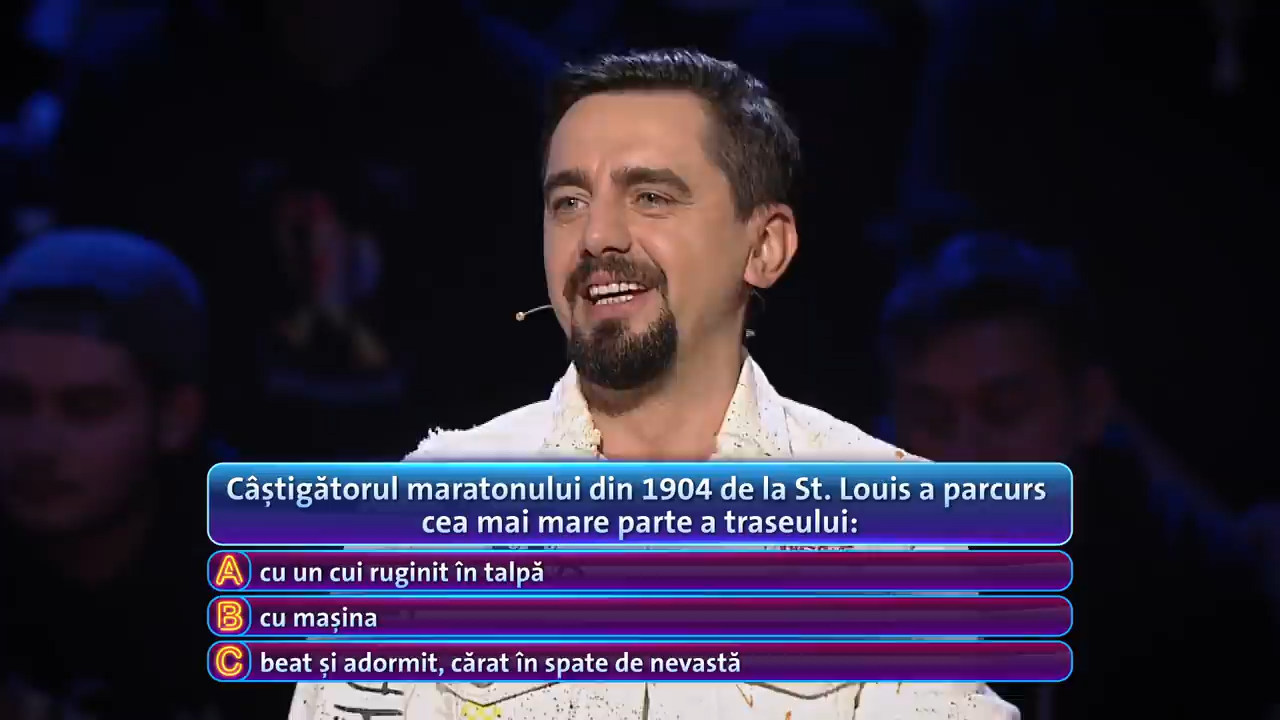 Câștigătorul maratonului din 1904 de la St. Louis a parcurs
cea mai mare parte a traseului:
A cu un cui ruginit în talpă
B cu mașina
C beat și adormit, cărat în spate de nevastă